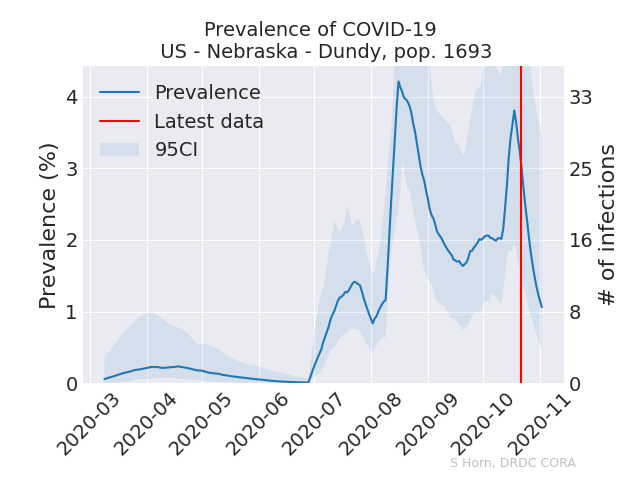 Prevalence of COVID-19
US - Nebraska - Dundy, pop. 1693
Prevalence
Latest data
95CI
Prevalence (%)
4
3
2
1
0
# of infections
33
25
16
8
0
2020-03
2020-04
2020-05
2020-06
2020-07
2020-08
2020-09
2020-10
2020-11
S Horn, DRDC CORA